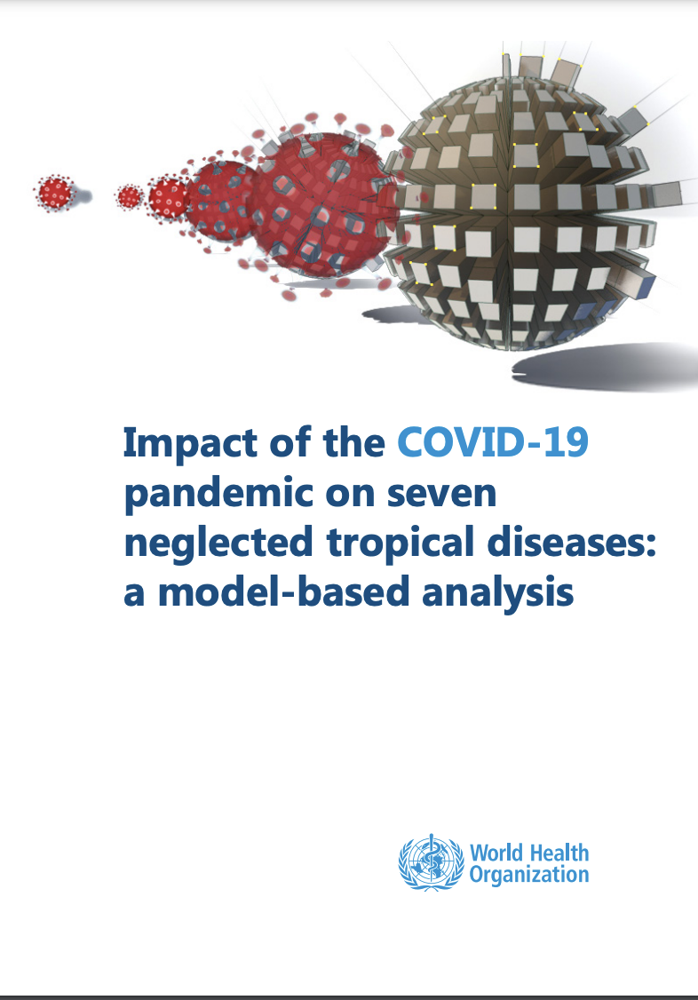 Impact of the COVID-19
pandemic on seven
neglected tropical diseases:
a model-based analysis
World Health
Organization